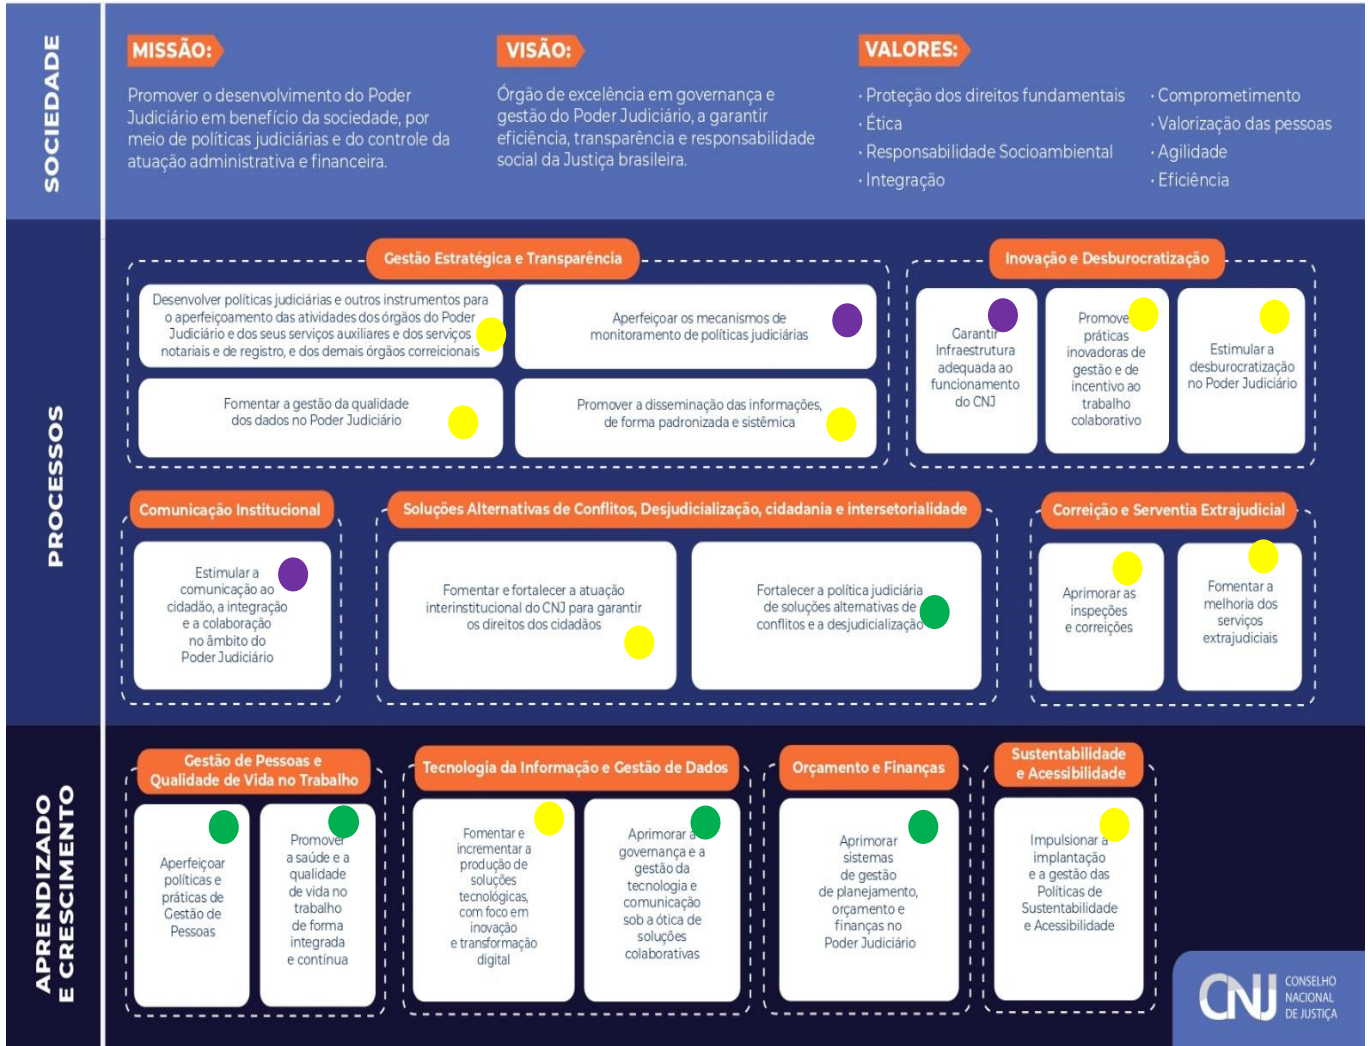 SOCIEDADE
MISSÃO:
Promover o desenvolvimento do Poder
Judiciário em benefício da sociedade, por
meio de políticas judiciárias e do controle da
atuação administrativa e financeira.
VISÃO:
Órgão de excelência em governança e
gestão do Poder Judiciário, a garantir
eficiência, transparência e responsabilidade
social da Justiça brasileira.
VALORES:
· Proteção dos direitos fundamentais
· Ética
· Responsabilidade Socioambiental
· Integração
· Comprometimento
· Valorização das pessoas
· Agilidade
· Eficiência
PROCESSOS
Gestão Estratégica e Transparência
Desenvolver políticas judiciárias e outros instrumentos para
o aperfeiçoamento das atividades dos órgãos do Poder
Judiciário e dos seus serviços auxiliares e dos serviços
notariais e de registro, e dos demais órgãos correicionais
Aperfeiçoar os mecanismos de
monitoramento de políticas judiciárias
Fomentar a gestão da qualidade
dos dados no Poder Judiciário
Promover a disseminação das informações,
de forma padronizada e sistêmica
Inovação e Desburocratização
Garantir
Infraestrutura
adequada ao
funcionamento
do CNJ
Promover
práticas
inovadoras de
gestão e de
incentivo ao
trabalho
colaborativo
Estimular a
desburocratização
no Poder Judiciário
Comunicação Institucional
Estimular a
comunicação ao
cidadão, a integração
e a colaboração
no âmbito do
Poder Judiciário
Soluções Alternativas de Conflitos, Desjudicialização, cidadania e intersetorialidade
Fomentar e fortalecer a atuação
interinstitucional do CNJ para garantir
os direitos dos cidadãos
Fortalecer a política judiciária
de soluções alternativas de
conflitos e a desjudicialização
Correição e Serventia Extrajudicial
Aprimorar as
inspeções
e correições
Fomentar a
melhoria dos
serviços
extrajudiciais
APRENDIZADO
E CRESCIMENTO
Gestão de Pessoas e
Qualidade de Vida no Trabalho
Aperfeiçoar
políticas e
práticas de
Gestão de
Pessoas
Promover
a saúde e a
qualidade
de vida no
trabalho
de forma
integrada
e contínua
Tecnologia da Informação e Gestão de Dados
Fomentar e
incrementar a
produção de
soluções
tecnológicas,
com foco em
inovação
e transformação
digital
Aprimorar a
governança e a
gestão da
tecnologia e
comunicação
sob a ótica de
soluções
colaborativas
Orçamento e Finanças
Aprimorar
sistemas
de gestão
de planejamento,
orçamento e
finanças no
Poder Judiciário
Sustentabilidade
e Acessibilidade
Impulsionar a
implantação
e a gestão das
Políticas de
Sustentabilidade
e Acessibilidade
CNJ
CONSELHO
NACIONAL
DE JUSTIÇA